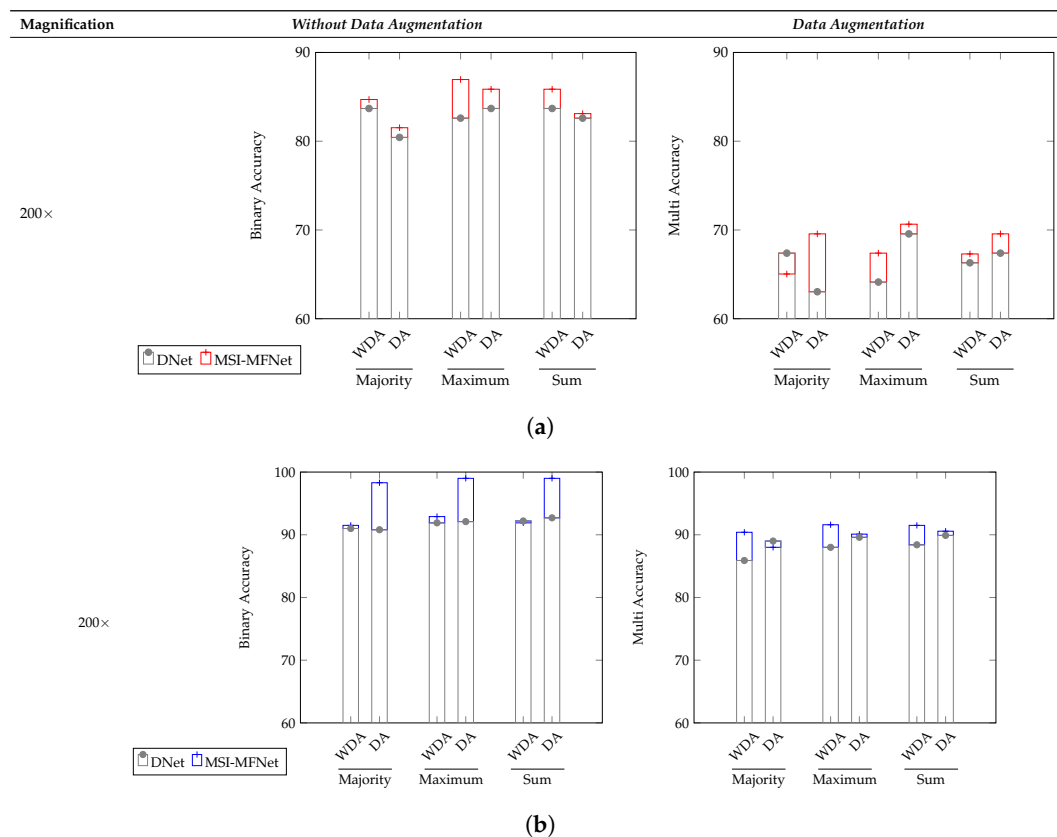 Magnification Without Data Augmentation Data Augmentation
200×
Binary Accuracy
90
80
70
60
WDA DA WDA DA WDA DA
Majority Maximum Sum
Multi Accuracy
90
80
70
60
WDA DA WDA DA WDA DA
Majority Maximum Sum
DNet MSI-MFNet
(a)
200×
Binary Accuracy
100
90
80
70
60
WDA DA WDA DA WDA DA
Majority Maximum Sum
Multi Accuracy
100
90
80
70
60
WDA DA WDA DA WDA DA
Majority Maximum Sum
DNet MSI-MFNet
(b)